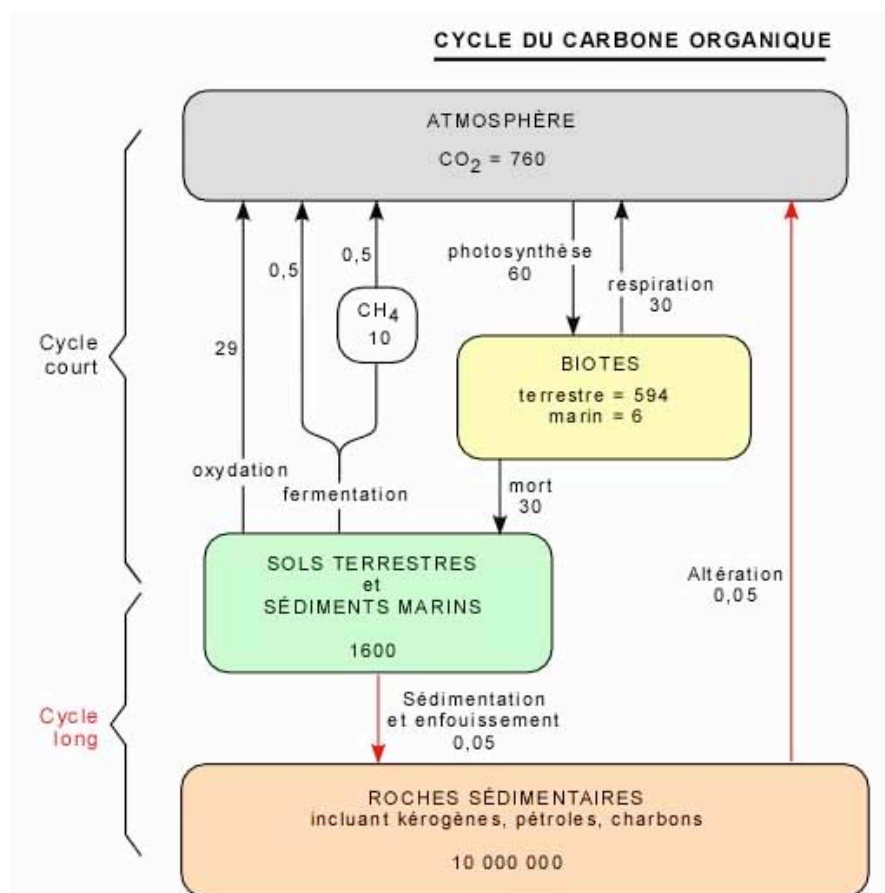 CYCLE DU CARBONE ORGANIQUE
ATMOSPHÈRE
CO2 = 760
0,5
0,5
photosynthèse
60
respiration
30
CH4
10
29
Cycle
court
BIOTES
terrestre = 594
marin = 6
oxydation
fermentation
mort
30
SOLS TERRESTRES
et
SÉDIMENTS MARINS
1600
Altération
0,05
Cycle
long
Sédimentation
et enfouissement
0,05
ROCHES SÉDIMENTAIRES
incluant kérogènes, pétroles, charbons
10 000 000